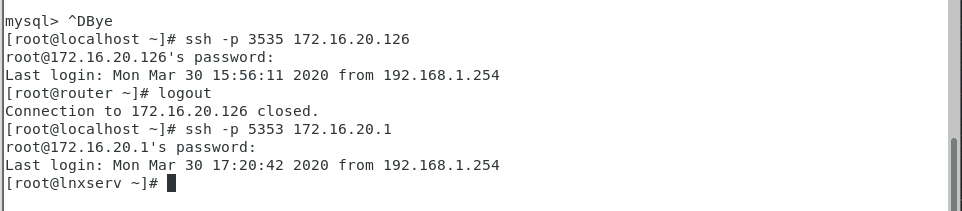 mysql> ^DBye
[root@localhost ~]# ssh -p 3535 172.16.20.126
root@172.16.20.126's password:
Last login: Mon Mar 30 15:56:11 2020 from 192.168.1.254
[root@router ~]# logout
Connection to 172.16.20.126 closed.
[root@localhost ~]# ssh -p 5353 172.16.20.1
root@172.16.20.1's password:
Last login: Mon Mar 30 17:20:42 2020 from 192.168.1.254
[root@lnxserv ~]#